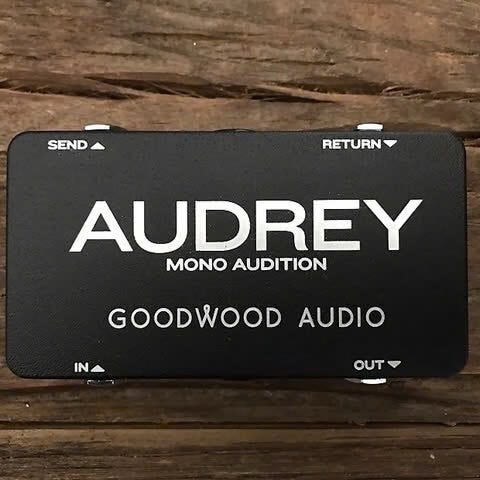 SEND ▲ RETURN ▼
AUDREY
MONO AUDITION
GOODWOOD AUDIO
IN ▲ OUT ▼